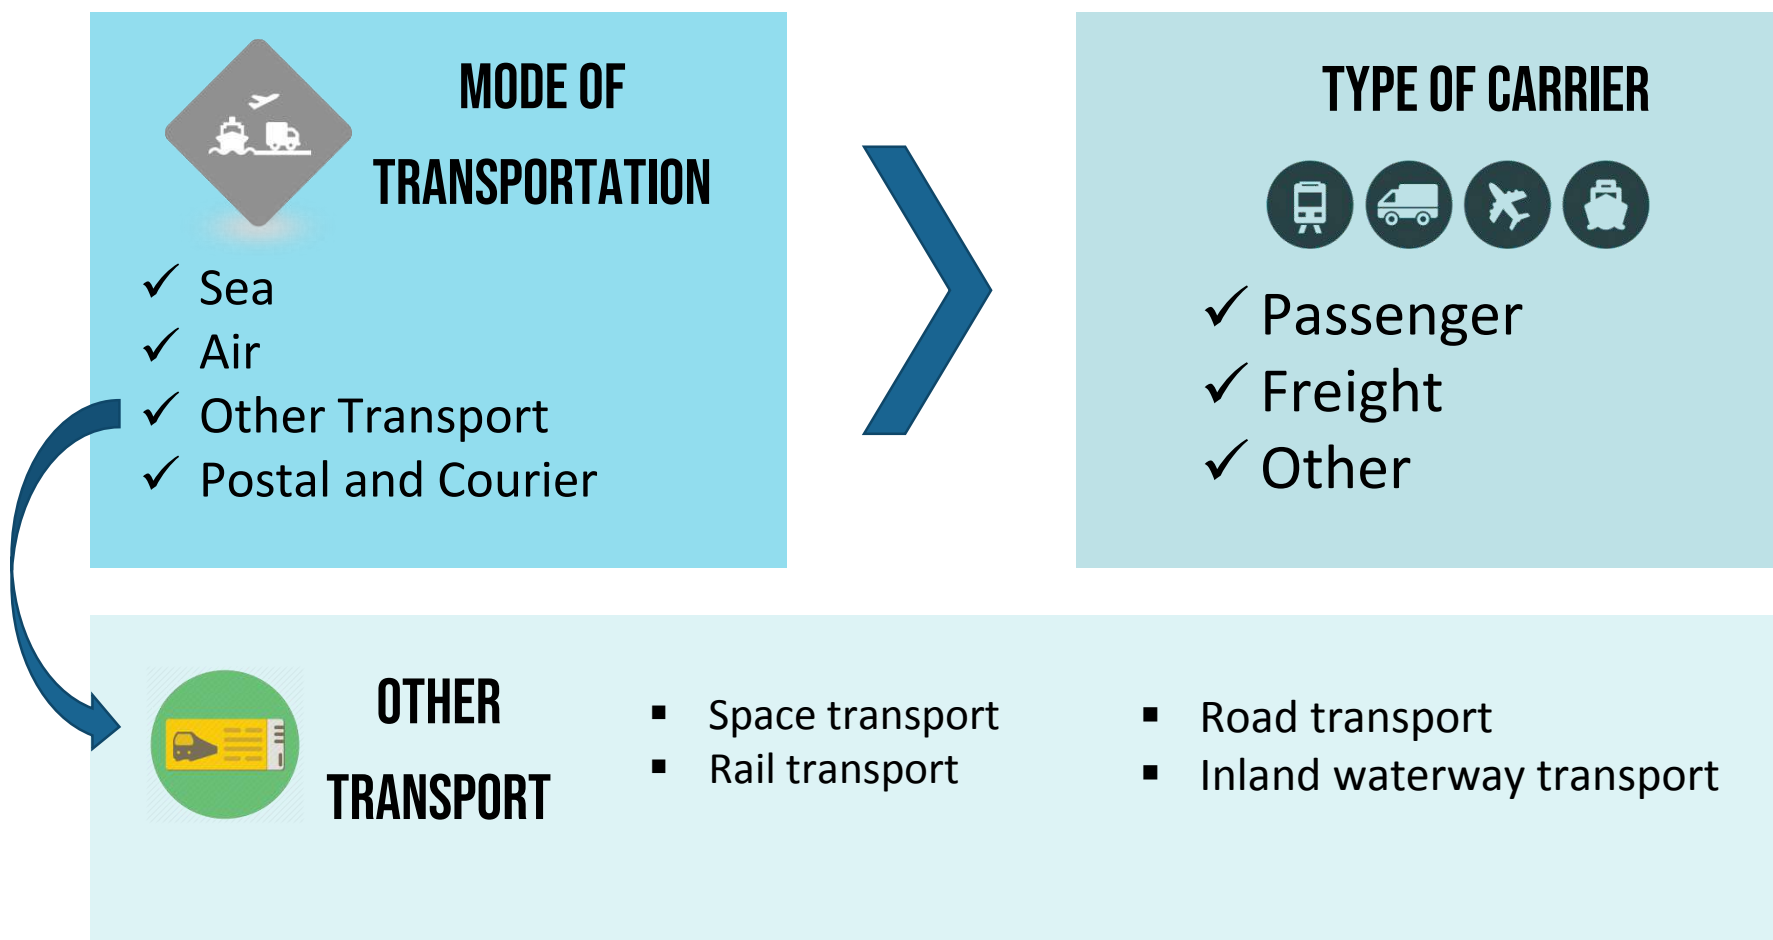 MODE OF
TRANSPORTATION
✓ Sea
✓ Air
✓ Other Transport
✓ Postal and Courier
TYPE OF CARRIER
✓ Passenger
✓ Freight
✓ Other
OTHER
TRANSPORT
▪ Space transport
▪ Rail transport
▪ Road transport
▪ Inland waterway transport